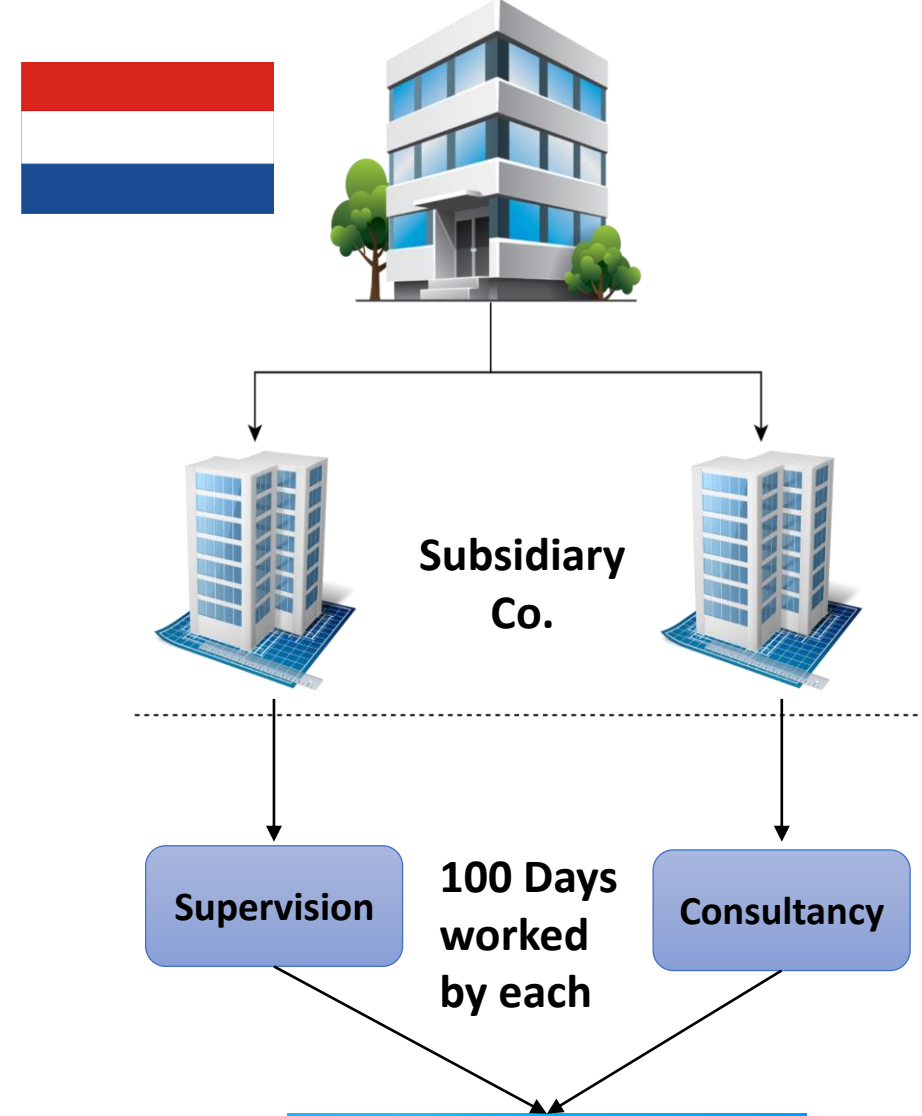 Subsidiary
Co.
Supervision
100 Days
worked
by each
Consultancy